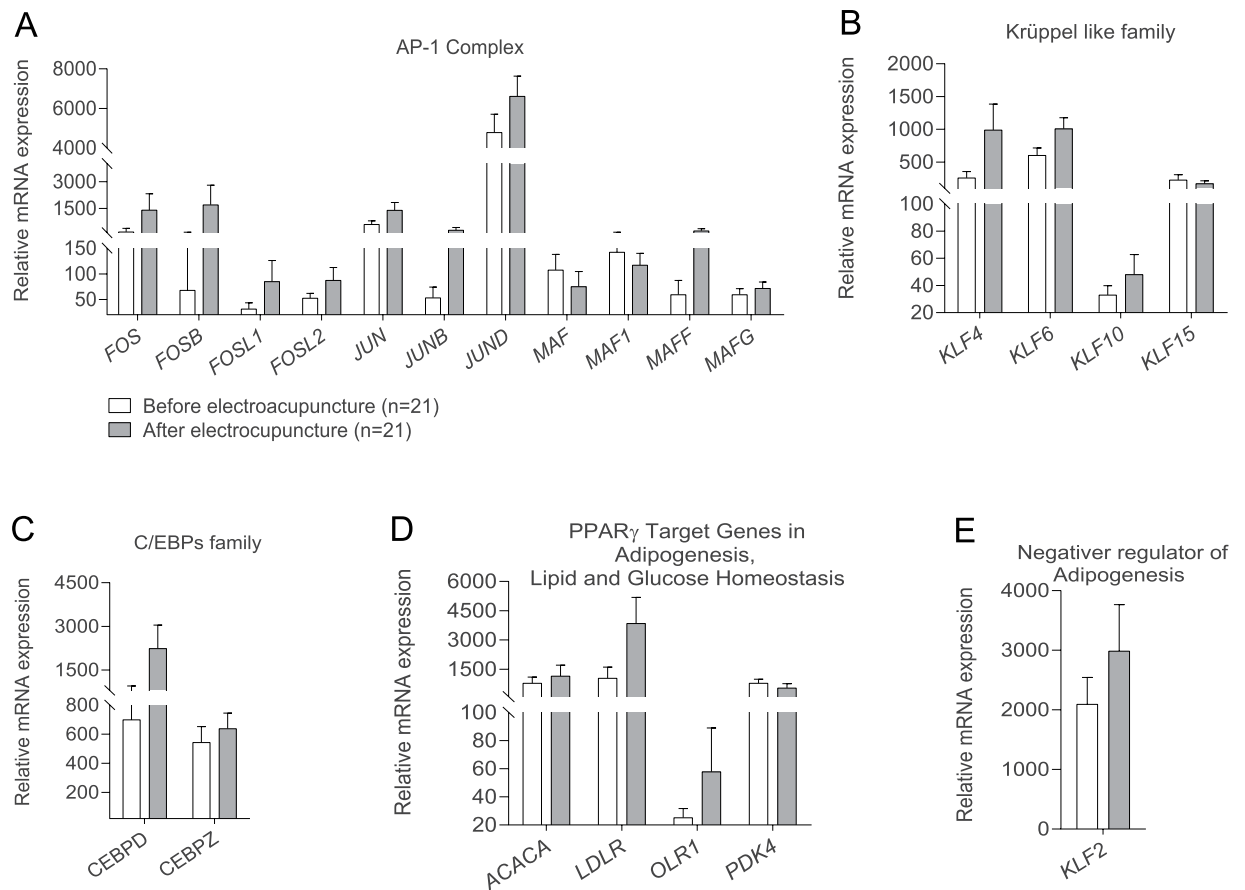 A
AP-1 Complex
Relative mRNA expression
8000
6000
4000
3000
1500
150
100
50
FOS
FOSB
FOSL1
FOSL2
JUN
JUNB
JUND
MAF
MAF1
MAFF
MAFG
Before electroacupuncture (n=21)
After electrocupuncture (n=21)
B
Krüppel like family
Relative mRNA expression
2000
1500
1000
500
100
80
60
40
20
KLF4
KLF6
KLF10
KLF15
C
C/EBPs family
Relative mRNA expression
4500
3000
1500
800
600
400
200
CEBPD
CEBPZ
D
PPARγ Target Genes in
Adipogenesis,
Lipid and Glucose Homeostasis
Relative mRNA expression
6000
4500
3000
1500
100
80
60
40
20
ACACA
LDLR
OLR1
PDK4
E
Negativer regulator of
Adipogenesis
Relative mRNA expression
4000
3000
2000
1000
0
KLF2